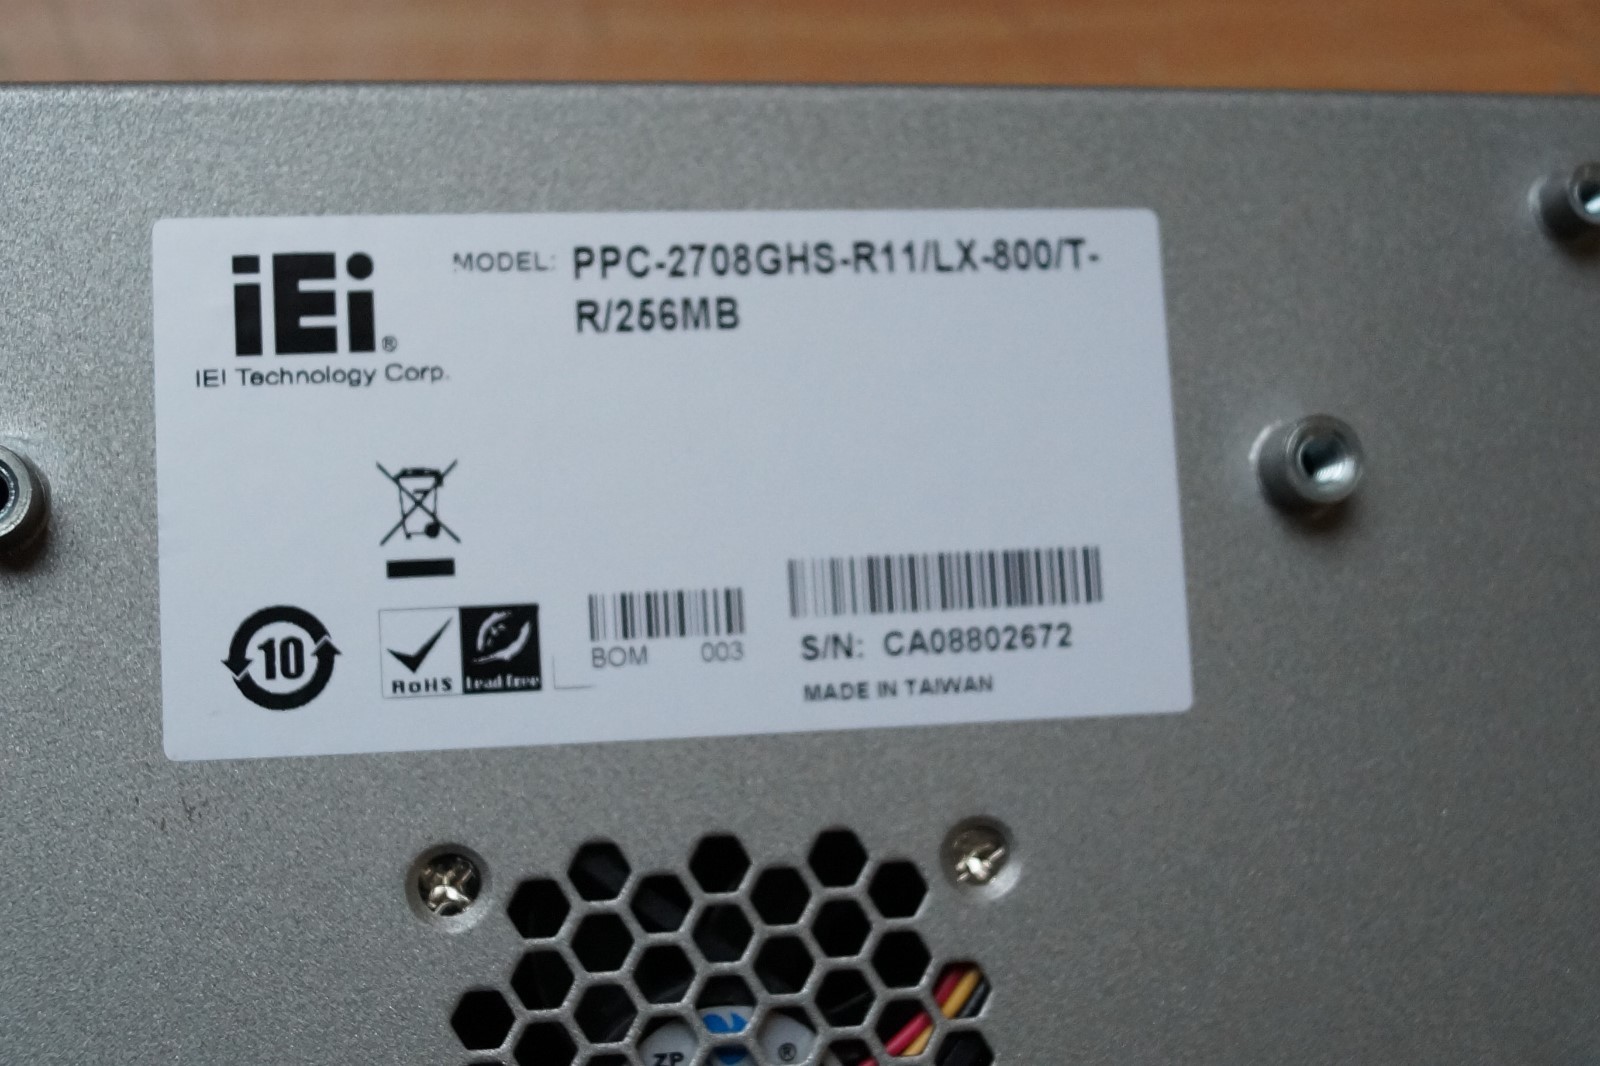 iEi®
IEI Technology Corp.
MODEL: PPC-2708GHS-R11/LX-800/T-
R/256MB
10
RoHS
Lead Free
BOM 003
S/N: CA08802672
MADE IN TAIWAN
ZP ®